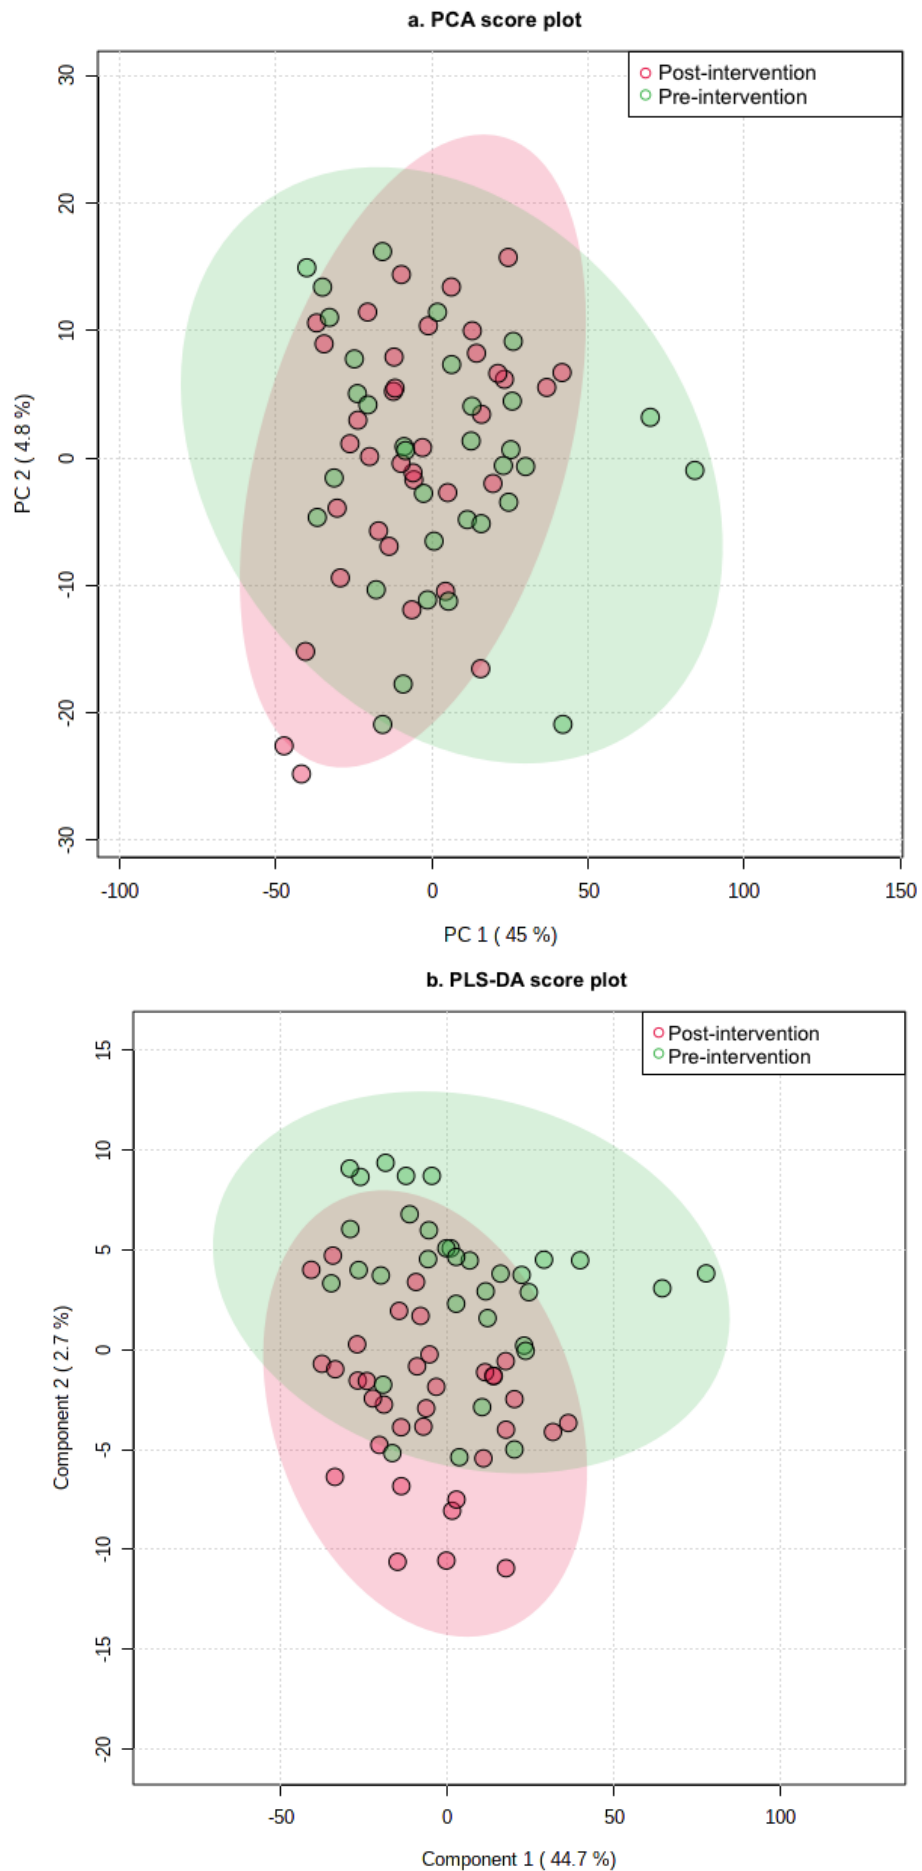 a. PCA score plot
Post-intervention
Pre-intervention
30
20
10
0
-10
-20
-30
PC 2 ( 4.8 %)
-100 -50 0 50 100 150
PC 1 ( 45 %)
b. PLS-DA score plot
Post-intervention
Pre-intervention
15
10
5
0
-5
-10
-15
-20
Component 2 ( 2.7 %)
-50 0 50 100
Component 1 ( 44.7 %)